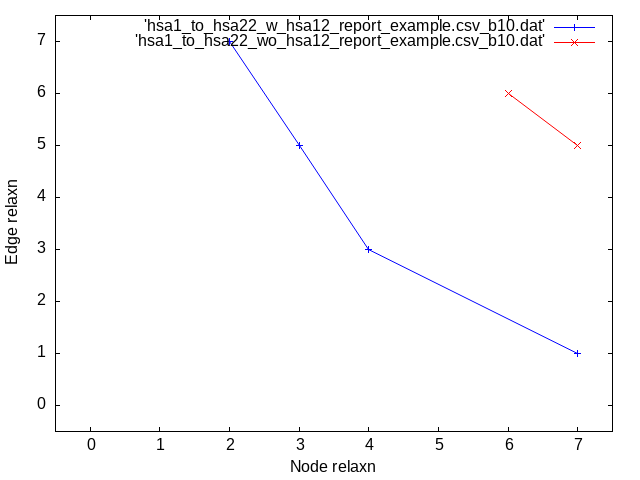 'hsa1_to_hsa22_w_hsa12_report_example.csv_b10.dat'
'hsa1_to_hsa22_wo_hsa12_report_example.csv_b10.dat'
7
6
5
4
3
2
1
0
Edge relaxn
0 1 2 3 4 5 6 7
Node relaxn